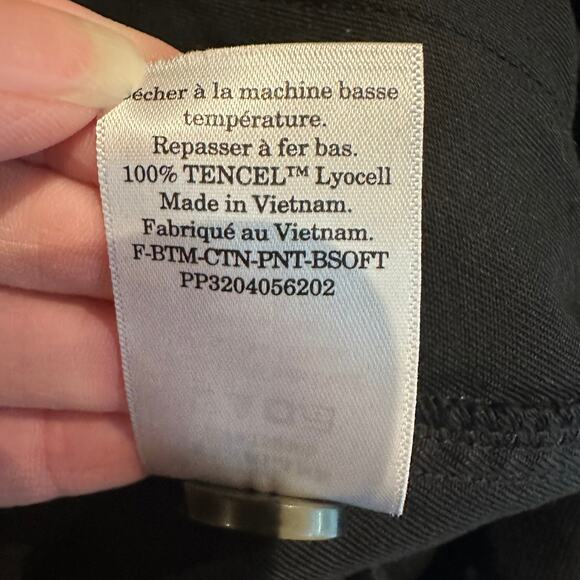 écher à la machine basse
température.
Repasser à fer bas.
100% TENCEL™ Lyocell
Made in Vietnam.
Fabriqué au Vietnam.
F-BTM-CTN-PNT-BSOFT
PP3204056202